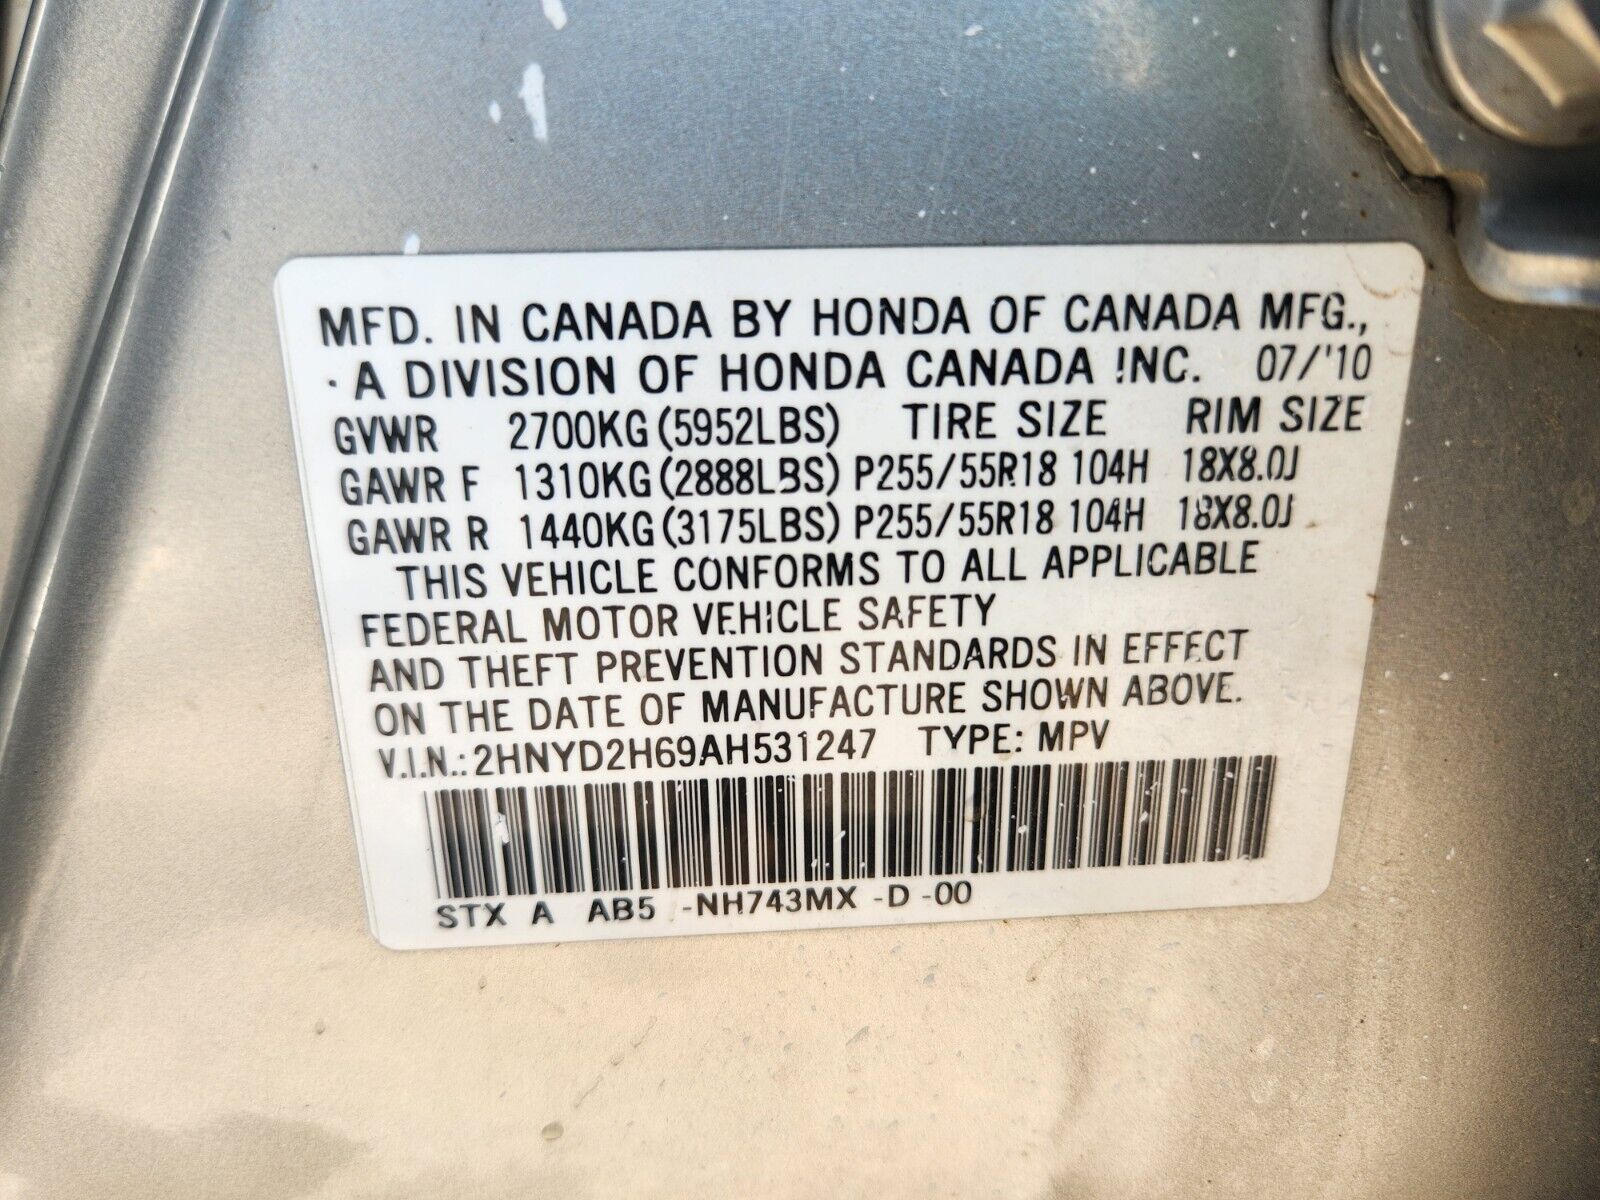 MFD. IN CANADA BY HONDA OF CANADA MFG.,
A DIVISION OF HONDA CANADA INC. 07/'10
GVWR 2700KG (5952LBS) TIRE SIZE RIM SIZE
GAWR F 1310KG (2888LBS) P255/55R18 104H 18X8.0J
GAWR R 1440KG (3175LBS) P255/55R18 104H 18X8.0J
THIS VEHICLE CONFORMS TO ALL APPLICABLE
FEDERAL MOTOR VEHICLE SAFETY
AND THEFT PREVENTION STANDARDS IN EFFECT
ON THE DATE OF MANUFACTURE SHOWN ABOVE.
V.I.N.: 2HNYD2H69AH531247 TYPE: MPV
STX A AB5 -NH743MX -D -00